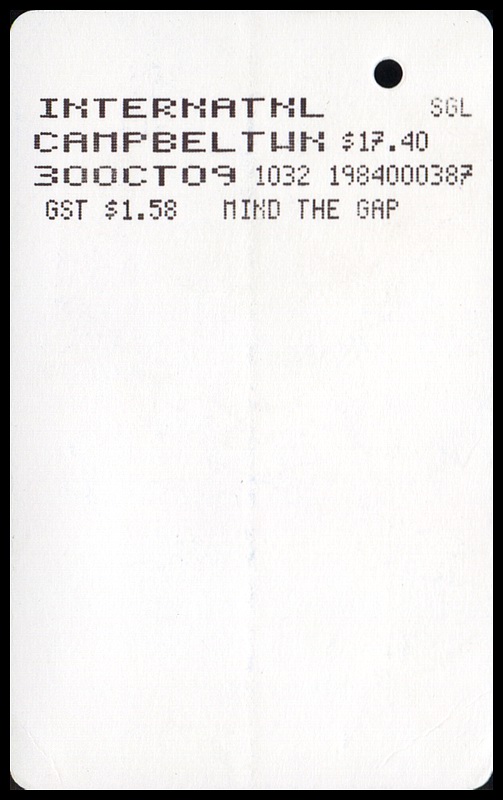 INTERNATNL SGL
CAMPBELTWN $17.40
30OCT09 1032 1984000387
GST $1.58 MIND THE GAP